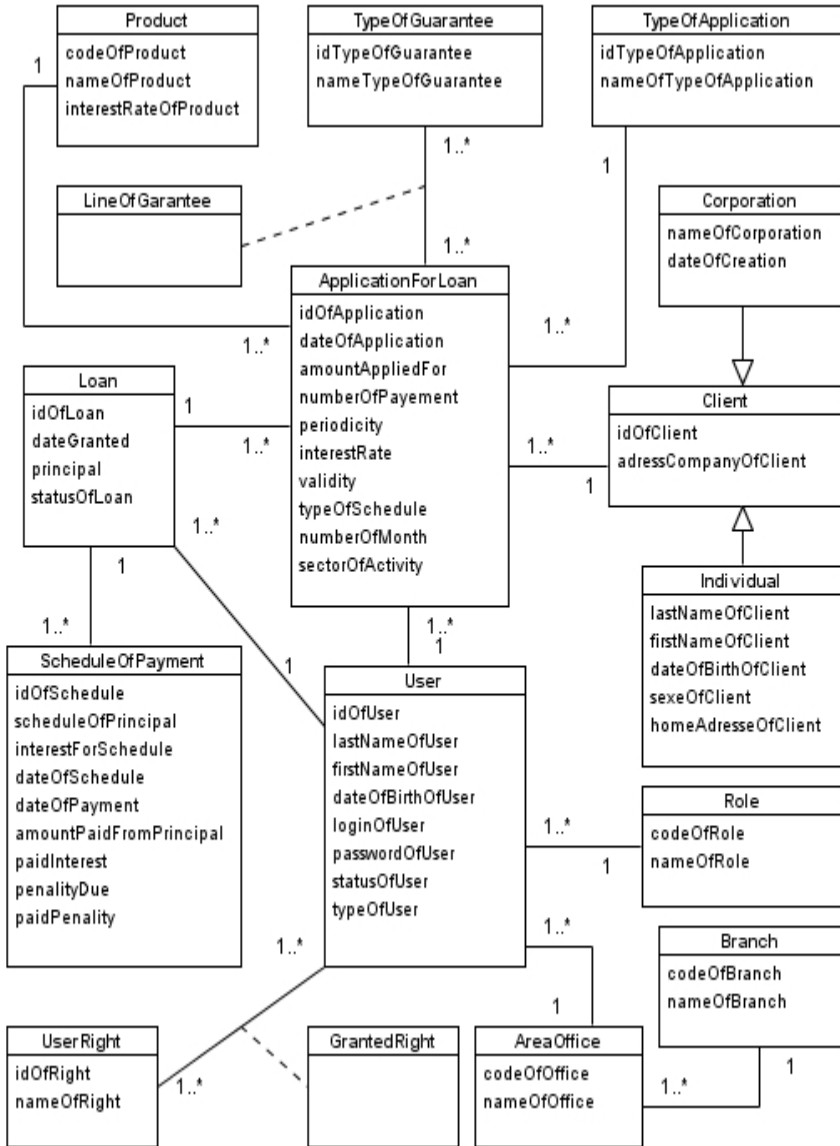 Product
codeOfProduct
nameOfProduct
interestRateOfProduct
TypeOfGuarantee
idTypeOfGuarantee
nameTypeOfGuarantee
TypeOfApplication
idTypeOfApplication
nameOfTypeOfApplication
1
1..*
1
LineOfGarantee
Corporation
nameOfCorporation
dateOfCreation
1..*
ApplicationForLoan
idOfApplication
dateOfApplication
amountAppliedFor
numberOfPayement
periodicity
interestRate
validity
typeOfSchedule
numberOfMonth
sectorOfActivity
1..*
1..*
Loan
idOfLoan
dateGranted
principal
statusOfLoan
1
1..*
Client
idOfClient
adressCompanyOfClient
1..*
1
1..*
1
Individual
lastNameOfClient
firstNameOfClient
dateOfBirthOfClient
sexeOfClient
homeAdresseOfClient
1..*
1..*
1
1
ScheduleOfPayment
idOfSchedule
scheduleOfPrincipal
interestForSchedule
dateOfSchedule
dateOfPayment
amountPaidFromPrincipal
paidInterest
penalityDue
paidPenality
User
idOfUser
lastNameOfUser
firstNameOfUser
dateOfBirthOfUser
loginOfUser
passwordOfUser
statusOfUser
typeOfUser
Role
codeOfRole
nameOfRole
1..*
1
1..*
1..*
Branch
codeOfBranch
nameOfBranch
1
UserRight
idOfRight
nameOfRight
1..*
GrantedRight
AreaOffice
codeOfOffice
nameOfOffice
1
1..*